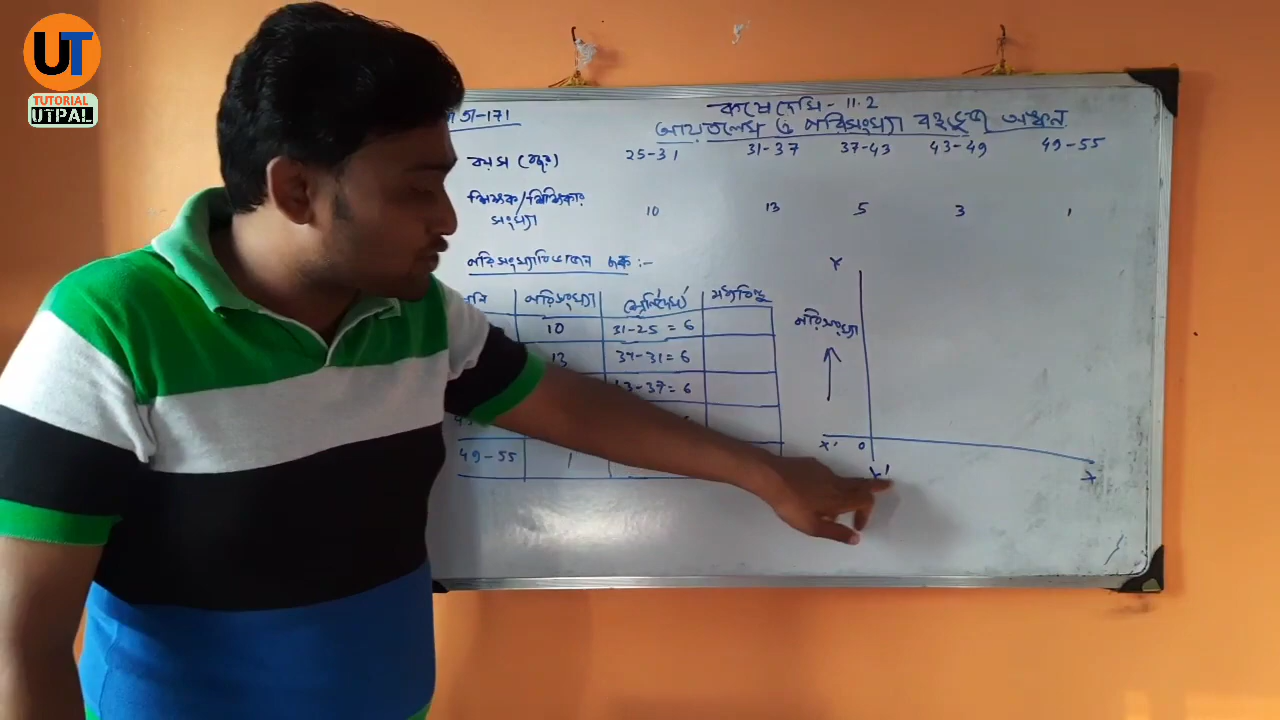 UT
TUTORIAL
UTPAL
তা-171
কষে দেখি - 11.2
আয়তলেখ ও পরিসংখ্যা বহুভুজ অঙ্কন
বয়স (বছর) 25-31 31-37 37-43 43-49 49-55
শিক্ষক/শিক্ষিকার
সংখ্যা 10 13 5 3 1
পরিসংখ্যাবিভাজন ছক :-
পরিসংখ্যা শ্রেণিদৈর্ঘ্য মধ্যবিন্দু
10 31-25 = 6
13 37-31 = 6
43-37 = 6
6
49-55 1
Y
পরিসংখ্যা
X' 0
Y' X